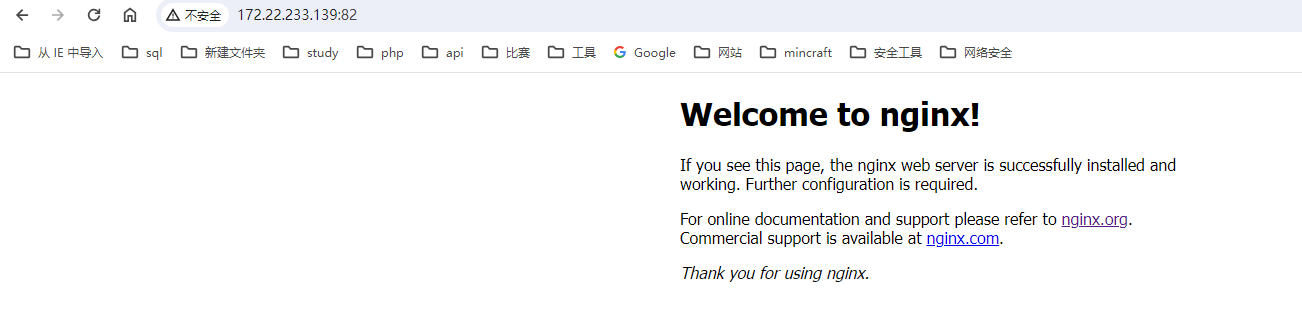 不安全 172.22.233.139:82
从 IE 中导入 sql 新建文件夹 study php api 比赛 工具 Google 网站 mincraft 安全工具 网络安全
Welcome to nginx!
If you see this page, the nginx web server is successfully installed and
working. Further configuration is required.
For online documentation and support please refer to nginx.org.
Commercial support is available at nginx.com.
Thank you for using nginx.